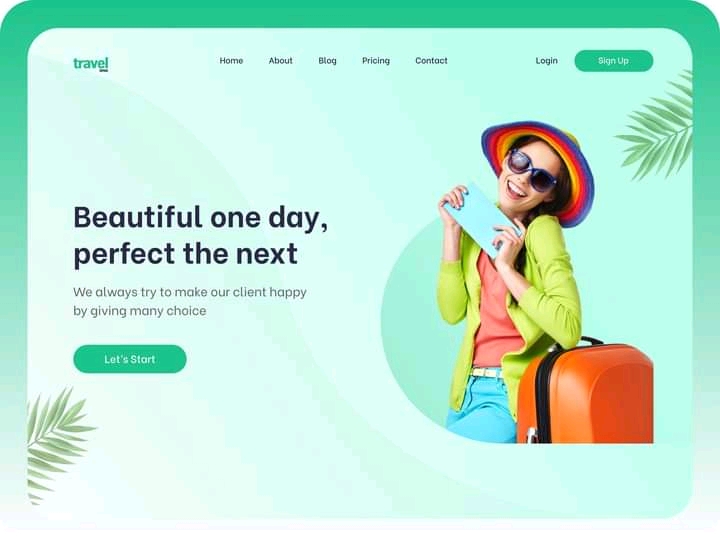 travel
Home
About
Blog
Pricing
Contact
Login
Sign Up
Beautiful one day,
perfect the next
We always try to make our client happy
by giving many choice
Let's Start